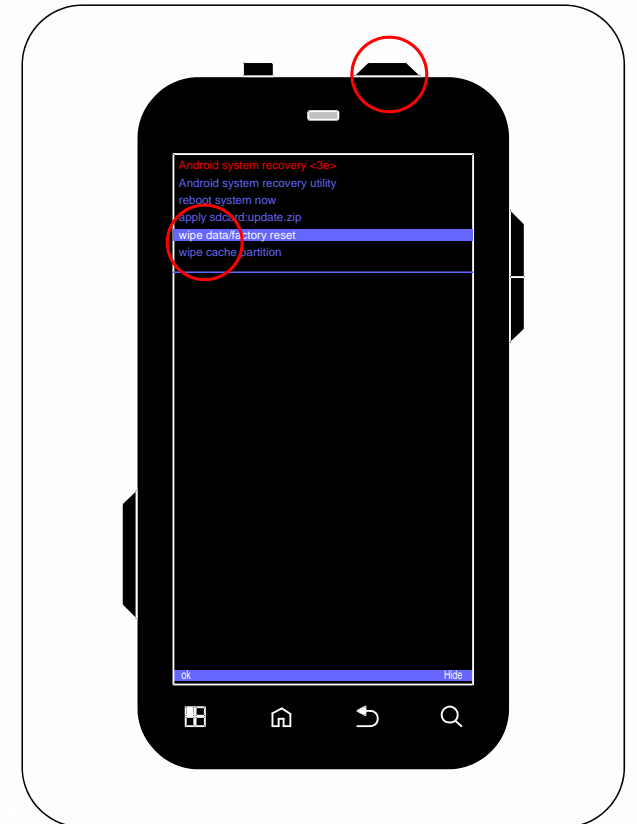 Android system recovery <3e>
Android system recovery utility
reboot system now
apply sdcard:update.zip
wipe data/factory reset
wipe cache partition
ok Hide